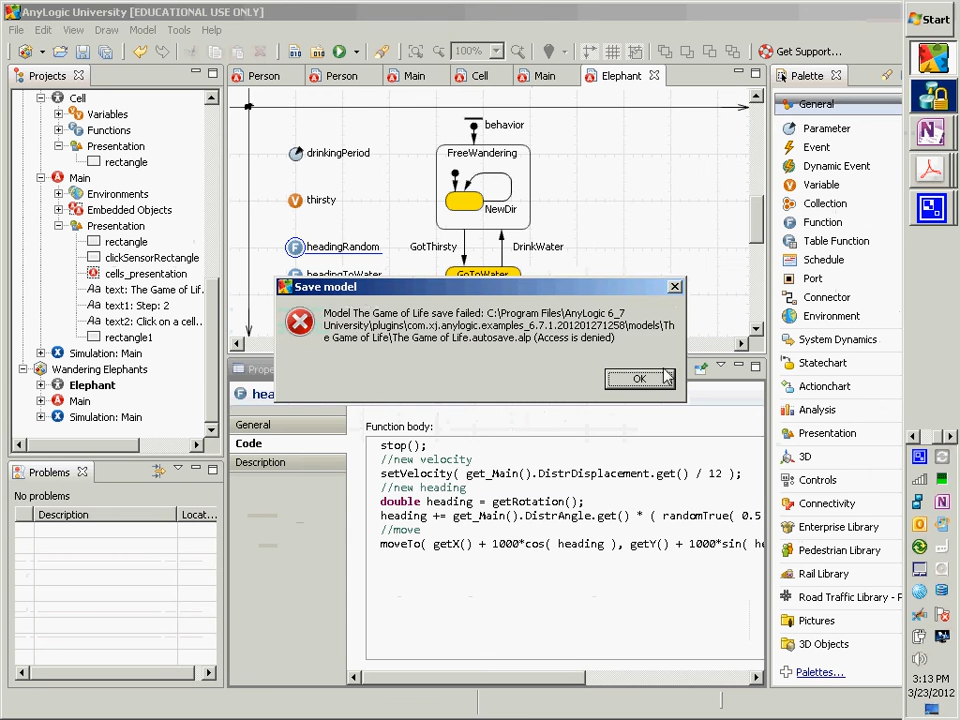 AnyLogic University [EDUCATIONAL USE ONLY]
File Edit View Draw Model Tools Help
100%
Get Support...
Projects
Cell
Variables
Functions
Presentation
rectangle
Main
Environments
Embedded Objects
Presentation
rectangle
clickSensorRectangle
cells_presentation
Aa text: The Game of Lif.
Aa text1: Step: 2
Aa text2: Click on a cell..
rectangle1
Simulation: Main
Wandering Elephants
Elephant
Main
Simulation: Main
Problems
No problems
Description Locat...
Person Person Main Cell Main Elephant
behavior
drinkingPeriod
FreeWandering
V thirsty
NewDir
F headingRandom
GotThirsty
DrinkWater
headingToWater
GoToWater
Save model
Model The Game of Life save failed: C:\Program Files\AnyLogic 6_7
University\plugins\com.xj.anylogic.examples_6.7.1.201201271258\models\Th
e Game of Life\The Game of Life.autosave.alp (Access is denied)
OK
Prope
F hea
General
Code
Description
Function body:
stop();
//new velocity
setVelocity( get_Main().DistrDisplacement.get() / 12 );
//new heading
double heading = getRotation();
heading += get_Main().DistrAngle.get() * ( randomTrue( 0.5
//move
moveTo( getX() + 1000*cos( heading ), getY() + 1000*sin( he
Palette
General
Parameter
Event
Dynamic Event
Variable
Collection
Function
Table Function
Schedule
Port
Connector
Environment
System Dynamics
Statechart
Actionchart
Analysis
Presentation
3D
Controls
Connectivity
Enterprise Library
Pedestrian Library
Rail Library
Road Traffic Library - P
Pictures
3D Objects
Palettes...
Start
3:13 PM
3/23/2012